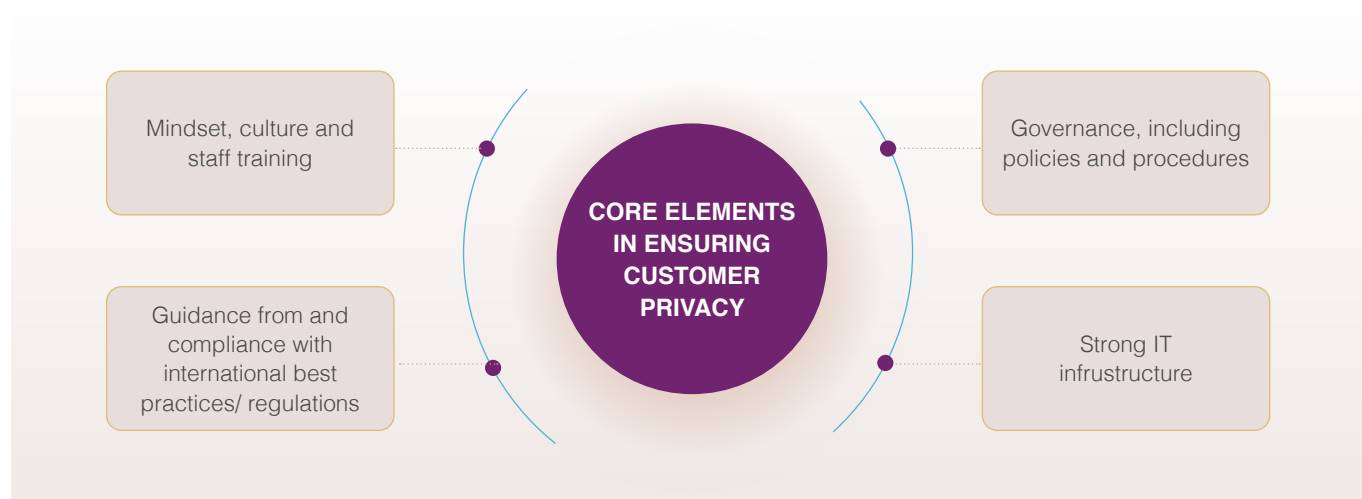 Mindset, culture and
staff training
Guidance from and
compliance with
international best
practices/ regulations
CORE ELEMENTS
IN ENSURING
CUSTOMER
PRIVACY
Governance, including
policies and procedures
Strong IT
infrustructure